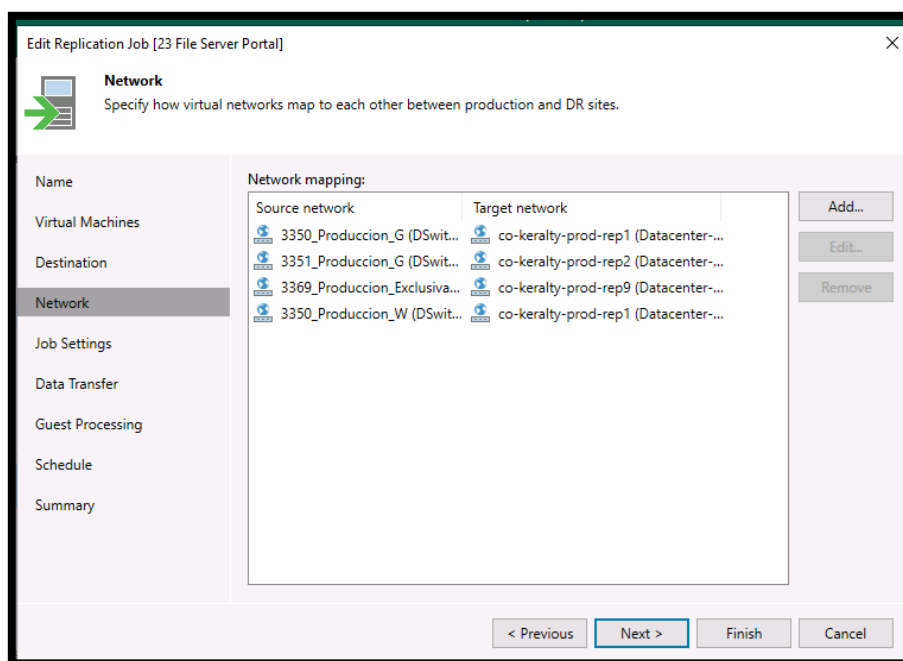 Edit Replication Job [23 File Server Portal]
Network
Specify how virtual networks map to each other between production and DR sites.
Name
Virtual Machines
Destination
Network
Job Settings
Data Transfer
Guest Processing
Schedule
Summary
Network mapping:
Source network Target network
3350_Produccion_G (DSwit... co-keralty-prod-rep1 (Datacenter-...
3351_Produccion_G (DSwit... co-keralty-prod-rep2 (Datacenter-...
3369_Produccion_Exclusiva... co-keralty-prod-rep9 (Datacenter-...
3350_Produccion_W (DSwit... co-keralty-prod-rep1 (Datacenter-...
Add...
Edit...
Remove
< Previous Next > Finish Cancel